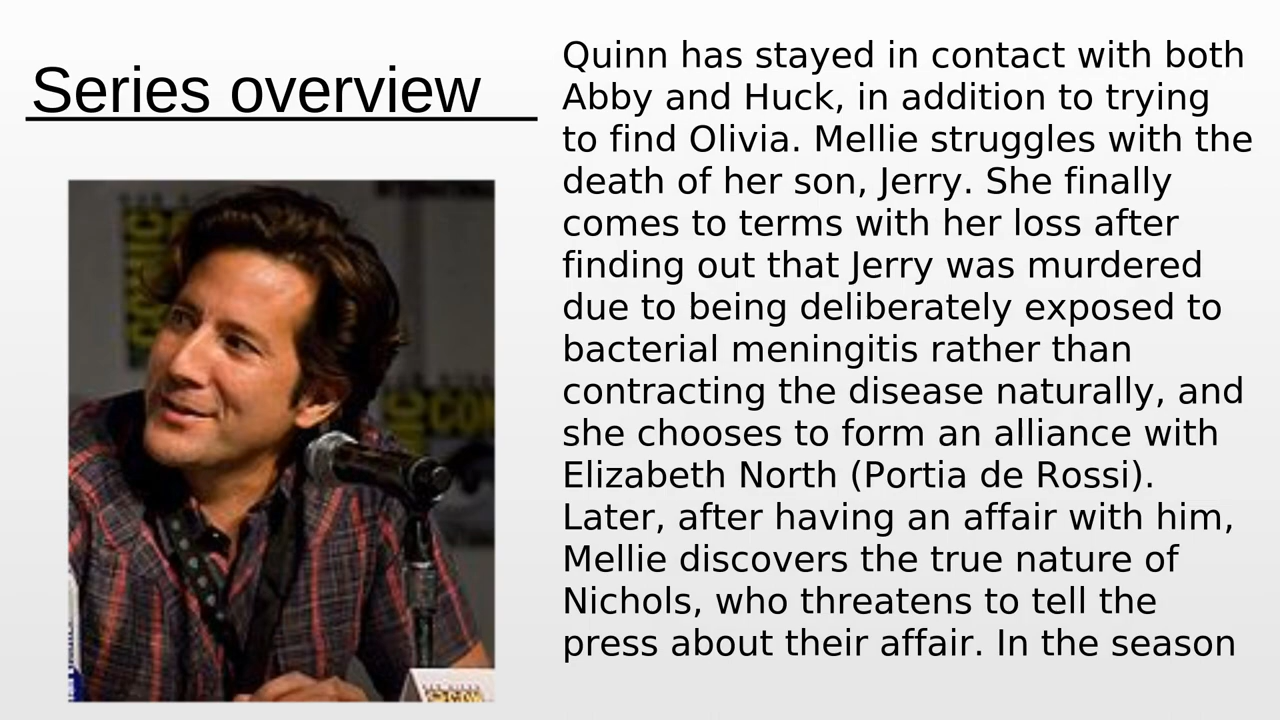 Series overview
Quinn has stayed in contact with both
Abby and Huck, in addition to trying
to find Olivia. Mellie struggles with the
death of her son, Jerry. She finally
comes to terms with her loss after
finding out that Jerry was murdered
due to being deliberately exposed to
bacterial meningitis rather than
contracting the disease naturally, and
she chooses to form an alliance with
Elizabeth North (Portia de Rossi).
Later, after having an affair with him,
Mellie discovers the true nature of
Nichols, who threatens to tell the
press about their affair. In the season